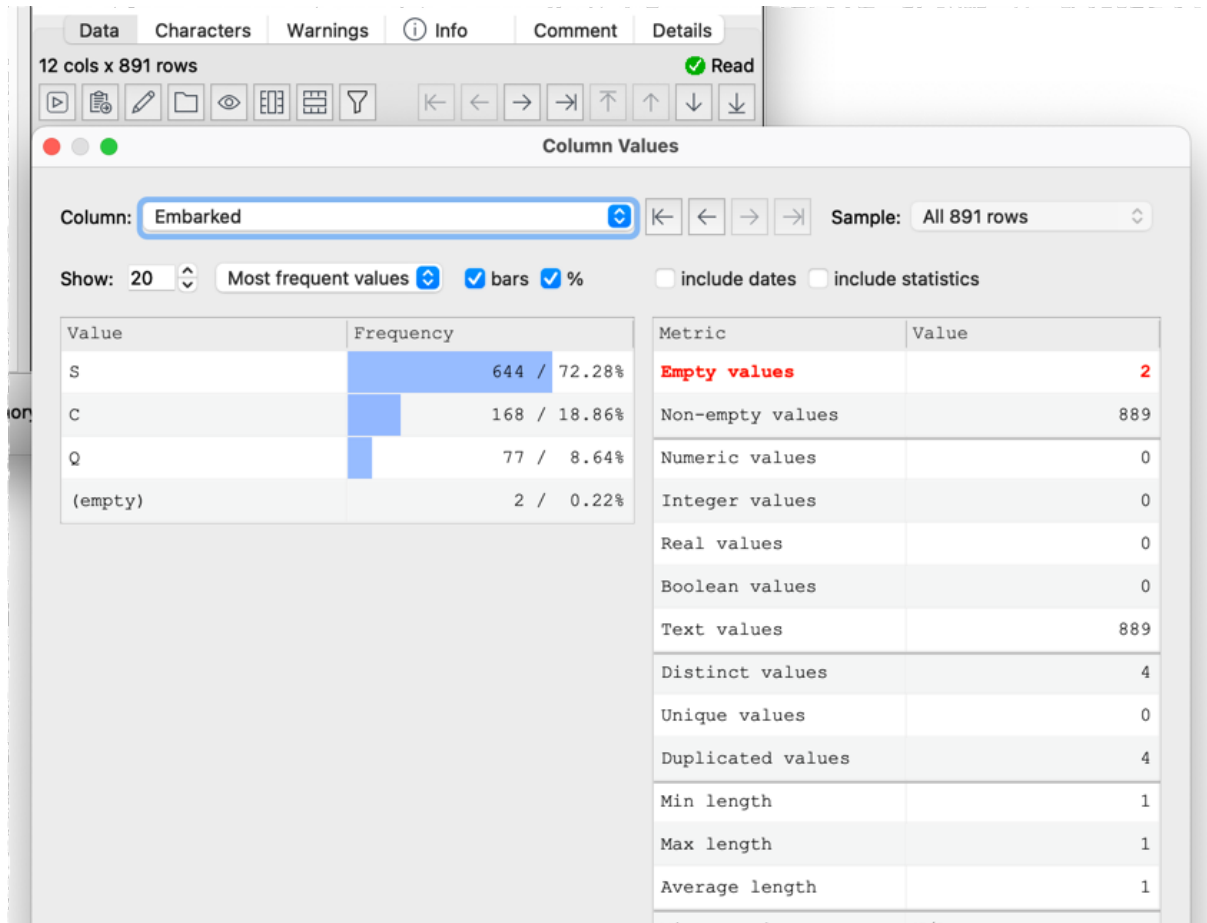 Data Characters Warnings Info Comment Details
12 cols x 891 rows Read
Column Values
Column: Embarked Sample: All 891 rows
Show: 20 Most frequent values bars % include dates include statistics
Value Frequency
S 644 / 72.28%
C 168 / 18.86%
Q 77 / 8.64%
(empty) 2 / 0.22%
Metric Value
Empty values 2
Non-empty values 889
Numeric values 0
Integer values 0
Real values 0
Boolean values 0
Text values 889
Distinct values 4
Unique values 0
Duplicated values 4
Min length 1
Max length 1
Average length 1